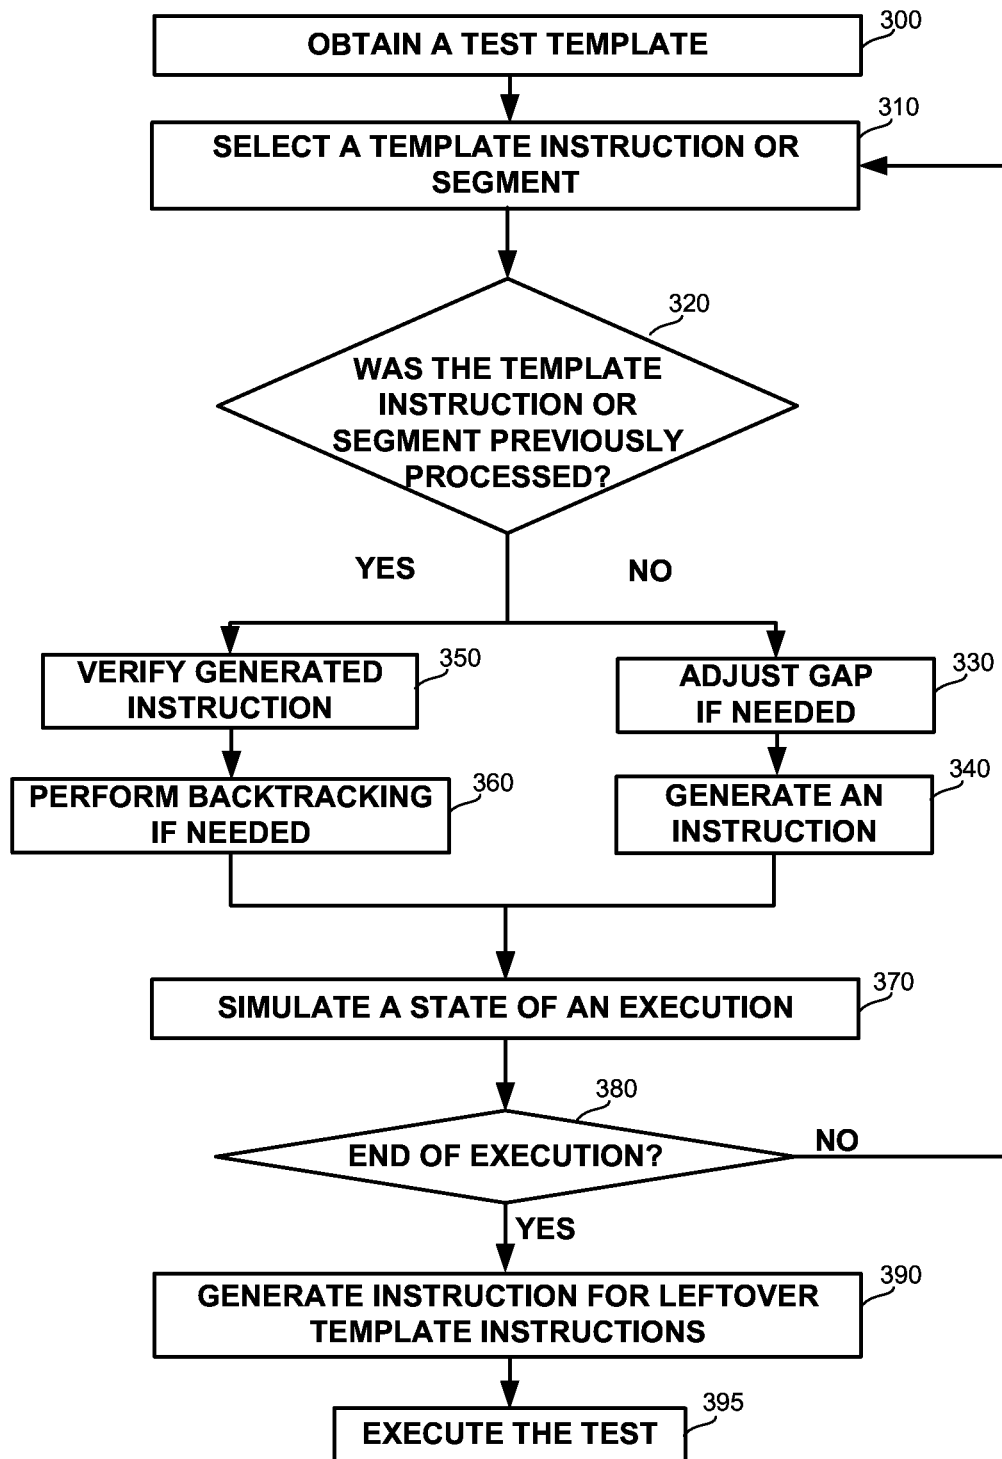 OBTAIN A TEST TEMPLATE
300
SELECT A TEMPLATE INSTRUCTION OR
SEGMENT
310
320
WAS THE TEMPLATE
INSTRUCTION OR
SEGMENT PREVIOUSLY
PROCESSED?
YES
NO
VERIFY GENERATED
INSTRUCTION
350
ADJUST GAP
IF NEEDED
330
PERFORM BACKTRACKING
IF NEEDED
360
GENERATE AN
INSTRUCTION
340
SIMULATE A STATE OF AN EXECUTION
370
380
END OF EXECUTION?
NO
YES
GENERATE INSTRUCTION FOR LEFTOVER
TEMPLATE INSTRUCTIONS
390
EXECUTE THE TEST
395